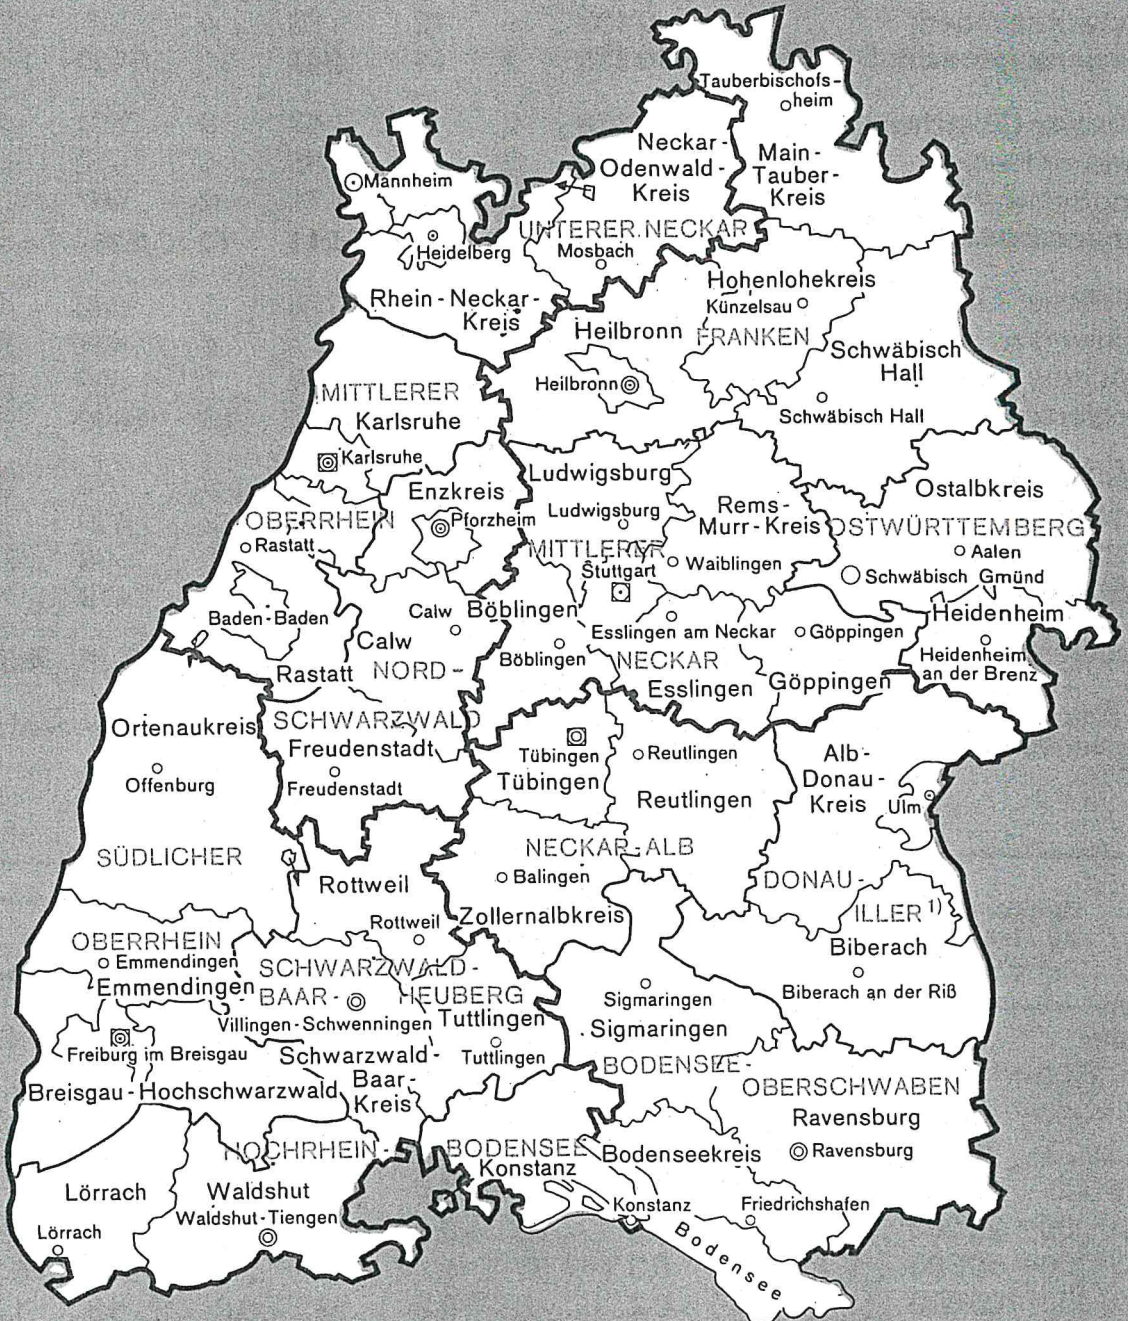 Tauberbischofs-
heim
Neckar-
Odenwald-
Kreis
Main-
Tauber-
Kreis
Mannheim
UNTERER NECKAR
Heidelberg
Mosbach
Hohenlohekreis
Künzelsau
Rhein-Neckar-
Kreis
Heilbronn
FRANKEN
Schwäbisch
Hall
Heilbronn
MITTLERER
Karlsruhe
Schwäbisch Hall
Karlsruhe
Ludwigsburg
Enzkreis
Ostalbkreis
Rems-
Murr-Kreis
Ludwigsburg
OBERRHEIN
Pforzheim
OSTWÜRTTEMBERG
Rastatt
MITTLERER
Aalen
Stuttgart
Waiblingen
Schwäbisch Gmünd
Baden-Baden
Calw
Böblingen
Heidenheim
Esslingen am Neckar
Göppingen
Calw
Böblingen
NECKAR
Heidenheim
an der Brenz
Rastatt
NORD-
Esslingen
Göppingen
Ortenaukreis
SCHWARZWALD
Freudenstadt
Tübingen
Reutlingen
Alb-
Donau-
Kreis
Offenburg
Freudenstadt
Tübingen
Reutlingen
Ulm
SÜDLICHER
NECKAR-ALB
Rottweil
Balingen
DONAU-
ILLER 1)
Rottweil
Zollernalbkreis
OBERRHEIN
Biberach
Emmendingen
SCHWARZWALD-
Emmendingen
BAAR-
HEUBERG
Sigmaringen
Biberach an der Riß
Villingen-Schwenningen
Tuttlingen
Sigmaringen
Freiburg im Breisgau
Schwarzwald-
Baar-
Kreis
Tuttlingen
BODENSEE-
OBERSCHWABEN
Breisgau-Hochschwarzwald
Ravensburg
HOCHRHEIN-
BODENSEE
Konstanz
Bodenseekreis
Ravensburg
Lörrach
Waldshut
Waldshut-Tiengen
Konstanz
Friedrichshafen
Lörrach
Bodensee